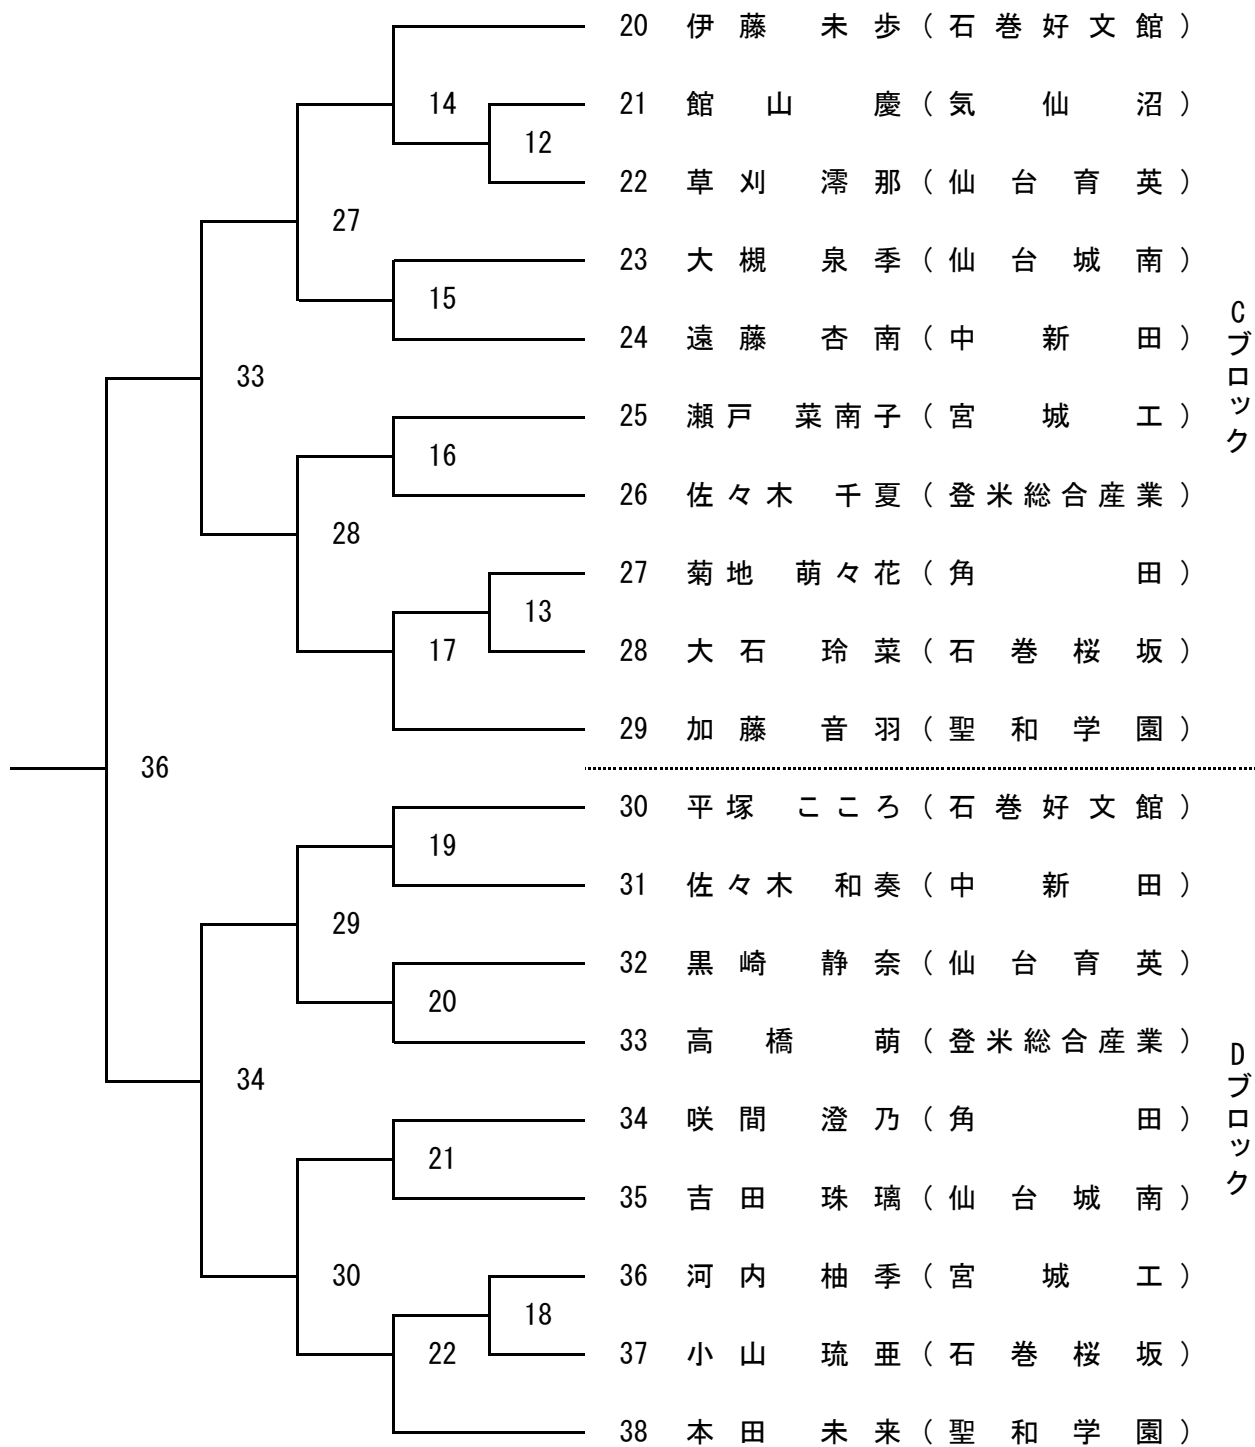 20 伊藤 未歩（石巻好文館）
14 21 館山 慶（気仙沼）
12
22 草刈 澪那（仙台育英）
27
23 大槻 泉季（仙台城南）
15
24 遠藤 杏南（中新田）
Cブロック
33
25 瀬戸 菜南子（宮城工）
16
26 佐々木 千夏（登米総合産業）
28
27 菊地 萌々花（角田）
13
17 28 大石 玲菜（石巻桜坂）
29 加藤 音羽（聖和学園）
36
30 平塚 こころ（石巻好文館）
19
31 佐々木 和奏（中新田）
29
32 黒崎 静奈（仙台育英）
20
33 高橋 萌（登米総合産業）
Dブロック
34
34 咲間 澄乃（角田）
21
35 吉田 珠璃（仙台城南）
30 36 河内 柚季（宮城工）
18
22 37 小山 琉亜（石巻桜坂）
38 本田 未来（聖和学園）